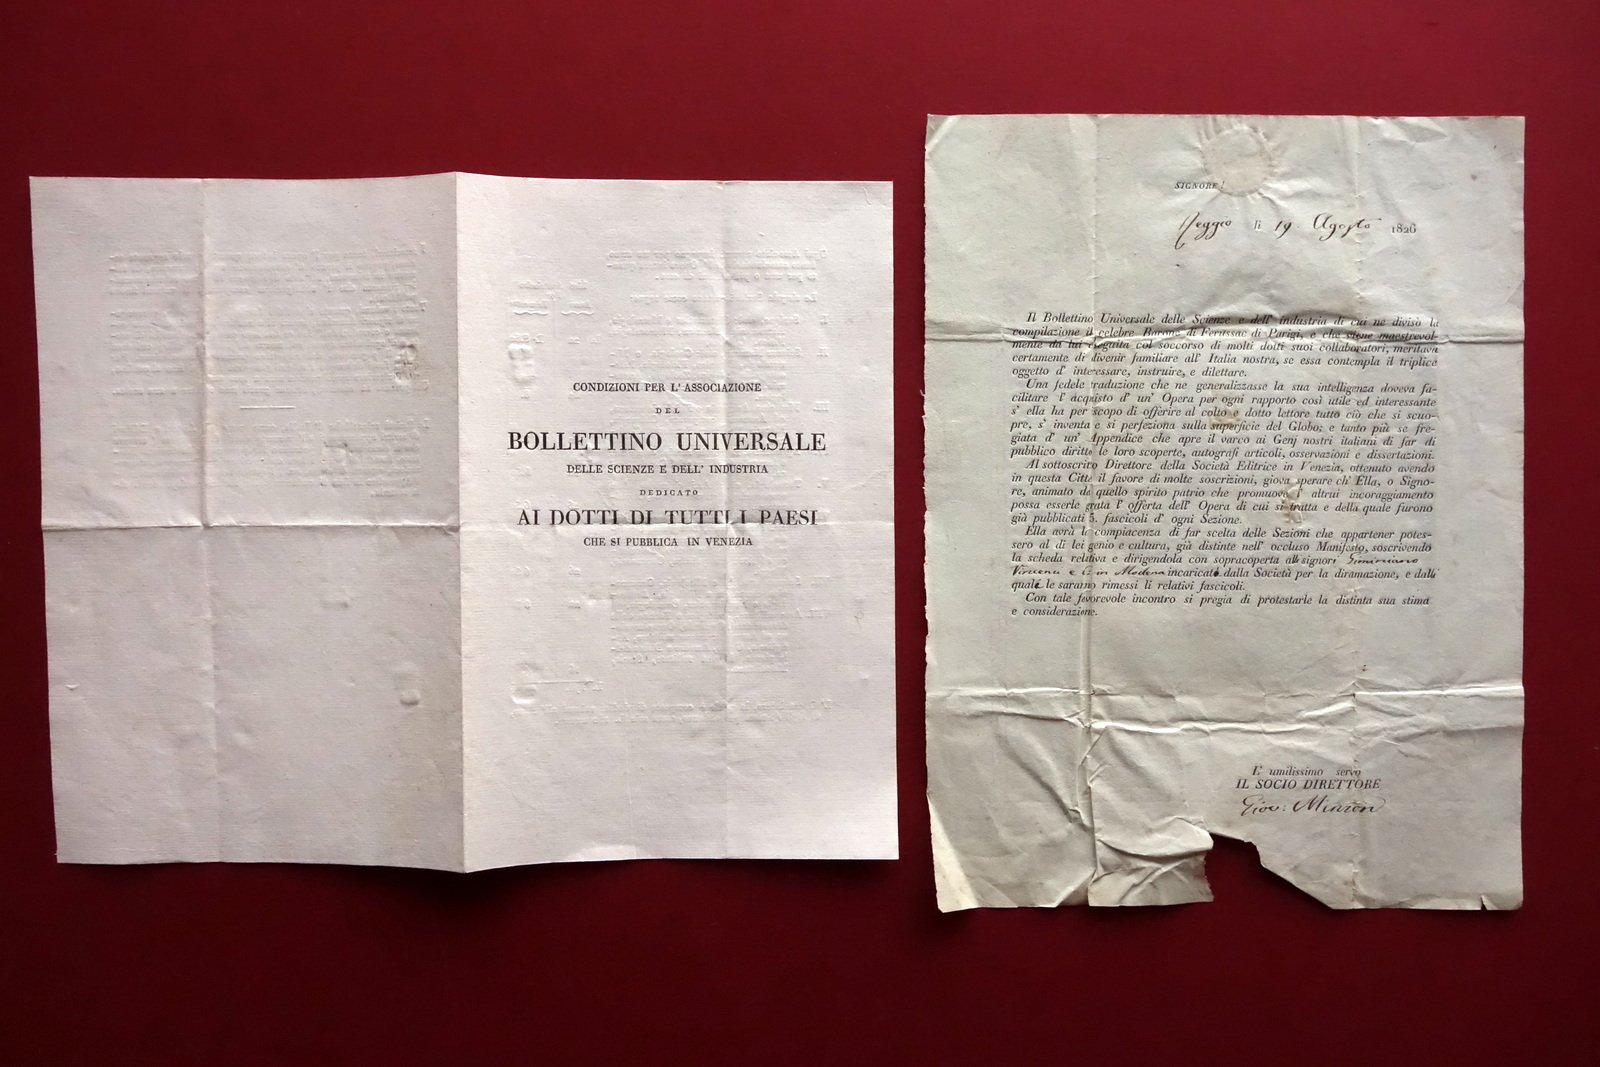 CONDIZIONI PER L' ASSOCIAZIONE
DEL
BOLLETTINO UNIVERSALE
DELLE SCIENZE E DELL' INDUSTRIA
DEDICATO
AI DOTTI DI TUTTI I PAESI
CHE SI PUBBLICA IN VENEZIA
SIGNORE!
Reggio li 19 Agosto 1826
Il Bollettino Universale delle Scienze e dell' industria di cui ne divisò la
compilazione il celebre Barone di Ferussac di Parigi, e che viene maestrevol-
mente da lui eseguita col soccorso di molti dotti suoi collaboratori, meritava
certamente di divenir familiare all' Italia nostra, se essa contempla il triplice
oggetto d' interessare, instruire, e dilettare.
Una fedele traduzione che ne generalizzasse la sua intelligenza doveva fa-
cilitare l' acquisto d' un' Opera per ogni rapporto così utile ed interessante
s' ella ha per scopo di offerire al colto e dotto lettore tutto ciò che si scuo-
pre, s' inventa e si perfeziona sulla superficie del Globo; e tanto più se fre-
giata d' un' Appendice che apre il varco ai Genj nostri italiani di far di
pubblico diritto le loro scoperte, autografi articoli, osservazioni e dissertazioni.
Al sottoscritto Direttore della Società Editrice in Venezia, ottenuto avendo
in questa Città il favore di molte soscrizioni, giova sperare ch' Ella, o Signo-
re, animato da quello spirito patrio che promuove l' altrui incoraggiamento
possa esserle grata l' offerta dell' Opera di cui si tratta e della quale furono
già pubblicati 5. fascicoli d' ogni Sezione.
Ella avrà la compiacenza di far scelta delle Sezioni che appartener potes-
sero al di lei genio e cultura, già distinte nell' occluso Manifesto, soscrivendo
la scheda relativa e dirigendola con sopracoperta alli signori Geminiano
Vincenzi e C. in Modena incaricati dalla Società per la diramazione, e dalli
quali le saranno rimessi li relativi fascicoli.
Con tale favorevole incontro si pregia di protestarle la distinta sua stima
e considerazione.
L' umilissimo servo
IL SOCIO DIRETTORE
Giov: Minzon